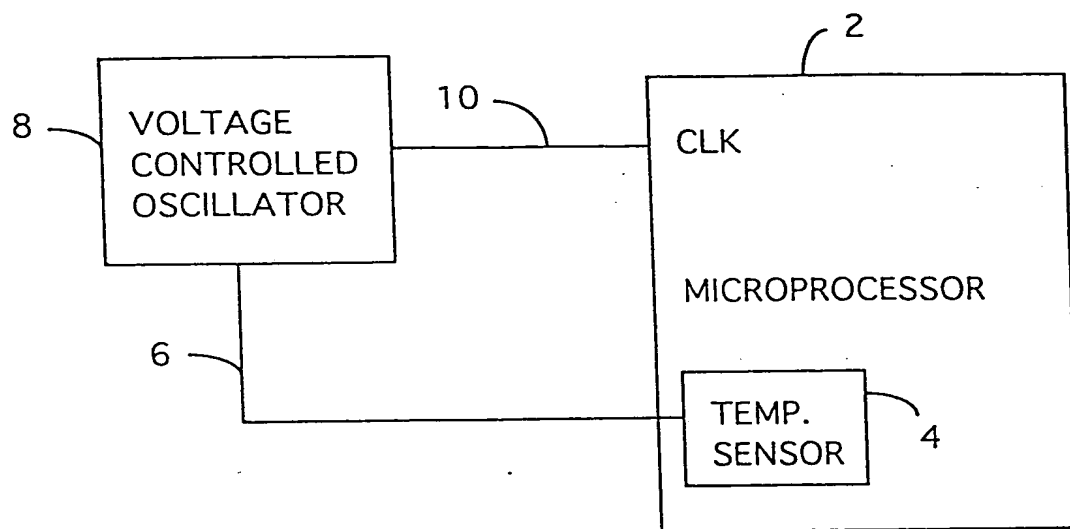 2
10
8
VOLTAGE
CONTROLLED
OSCILLATOR
CLK
MICROPROCESSOR
6
TEMP.
SENSOR
4